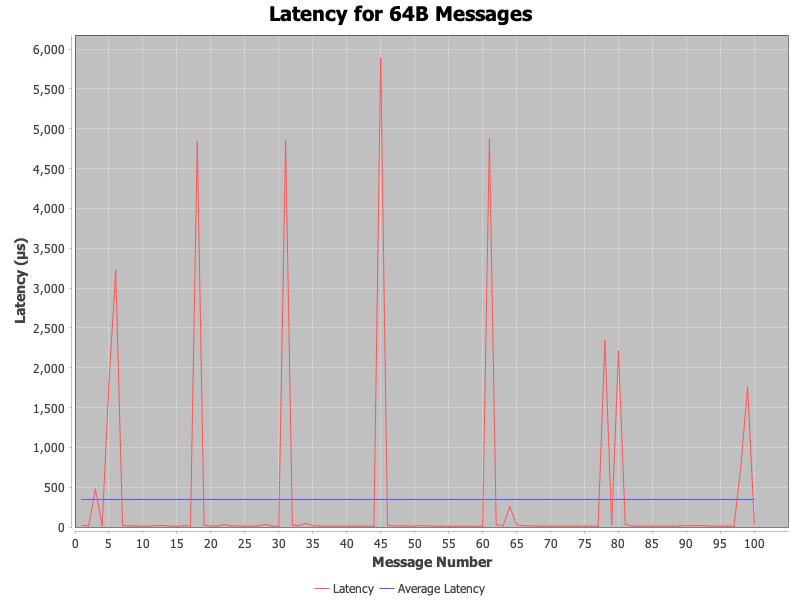 Latency for 64B Messages
6,000
5,500
5,000
4,500
4,000
3,500
3,000
2,500
2,000
1,500
1,000
500
0
Latency (µs)
0 5 10 15 20 25 30 35 40 45 50 55 60 65 70 75 80 85 90 95 100
Message Number
Latency Average Latency